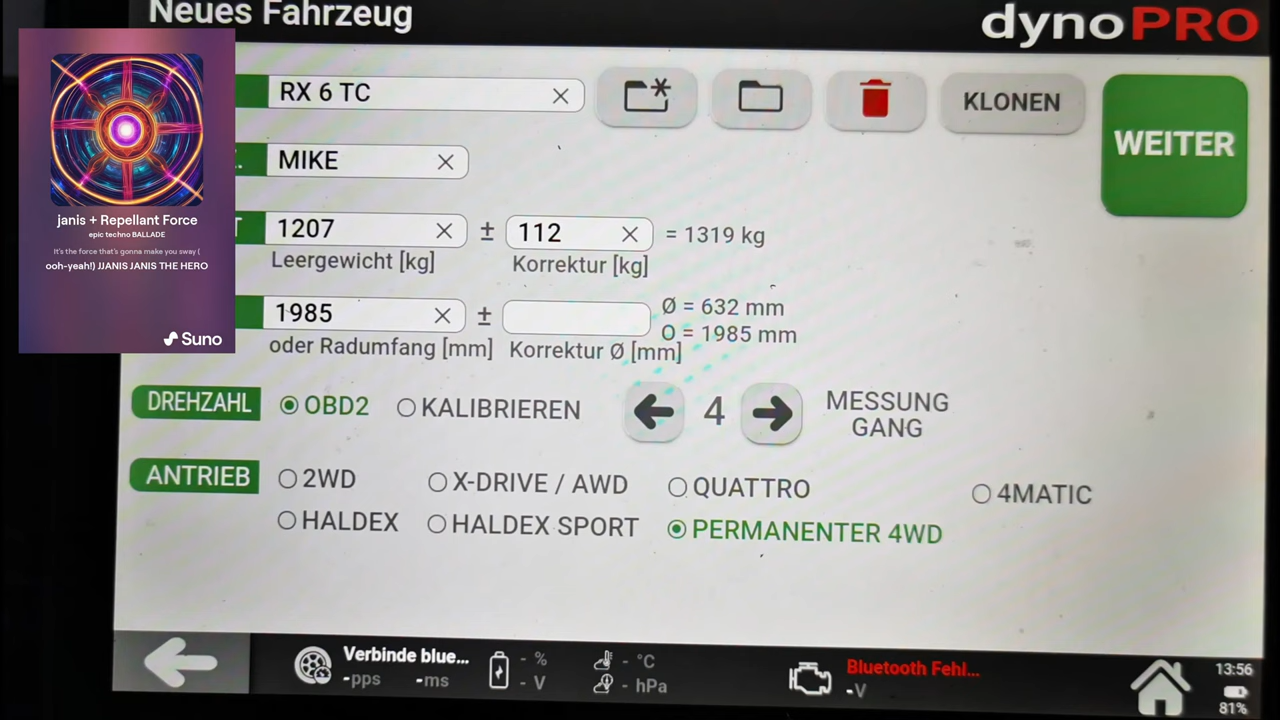 Neues Fahrzeug
dynoPRO
RX 6 TC
KLONEN
WEITER
MIKE
1207 ± 112 = 1319 kg
Leergewicht [kg] Korrektur [kg]
1985 ± Ø = 632 mm
O = 1985 mm
oder Radumfang [mm] Korrektur Ø [mm]
DREHZAHL OBD2 KALIBRIEREN 4 MESSUNG
GANG
ANTRIEB 2WD X-DRIVE / AWD QUATTRO 4MATIC
HALDEX HALDEX SPORT PERMANENTER 4WD
Verbinde blue... - % - °C Bluetooth Fehl... 13:56
-pps -ms - V - hPa -V 81%
janis + Repellant Force
epic techno BALLADE
It's the force that's gonna make you sway (
ooh-yeah!) JJANIS JANIS THE HERO
Suno